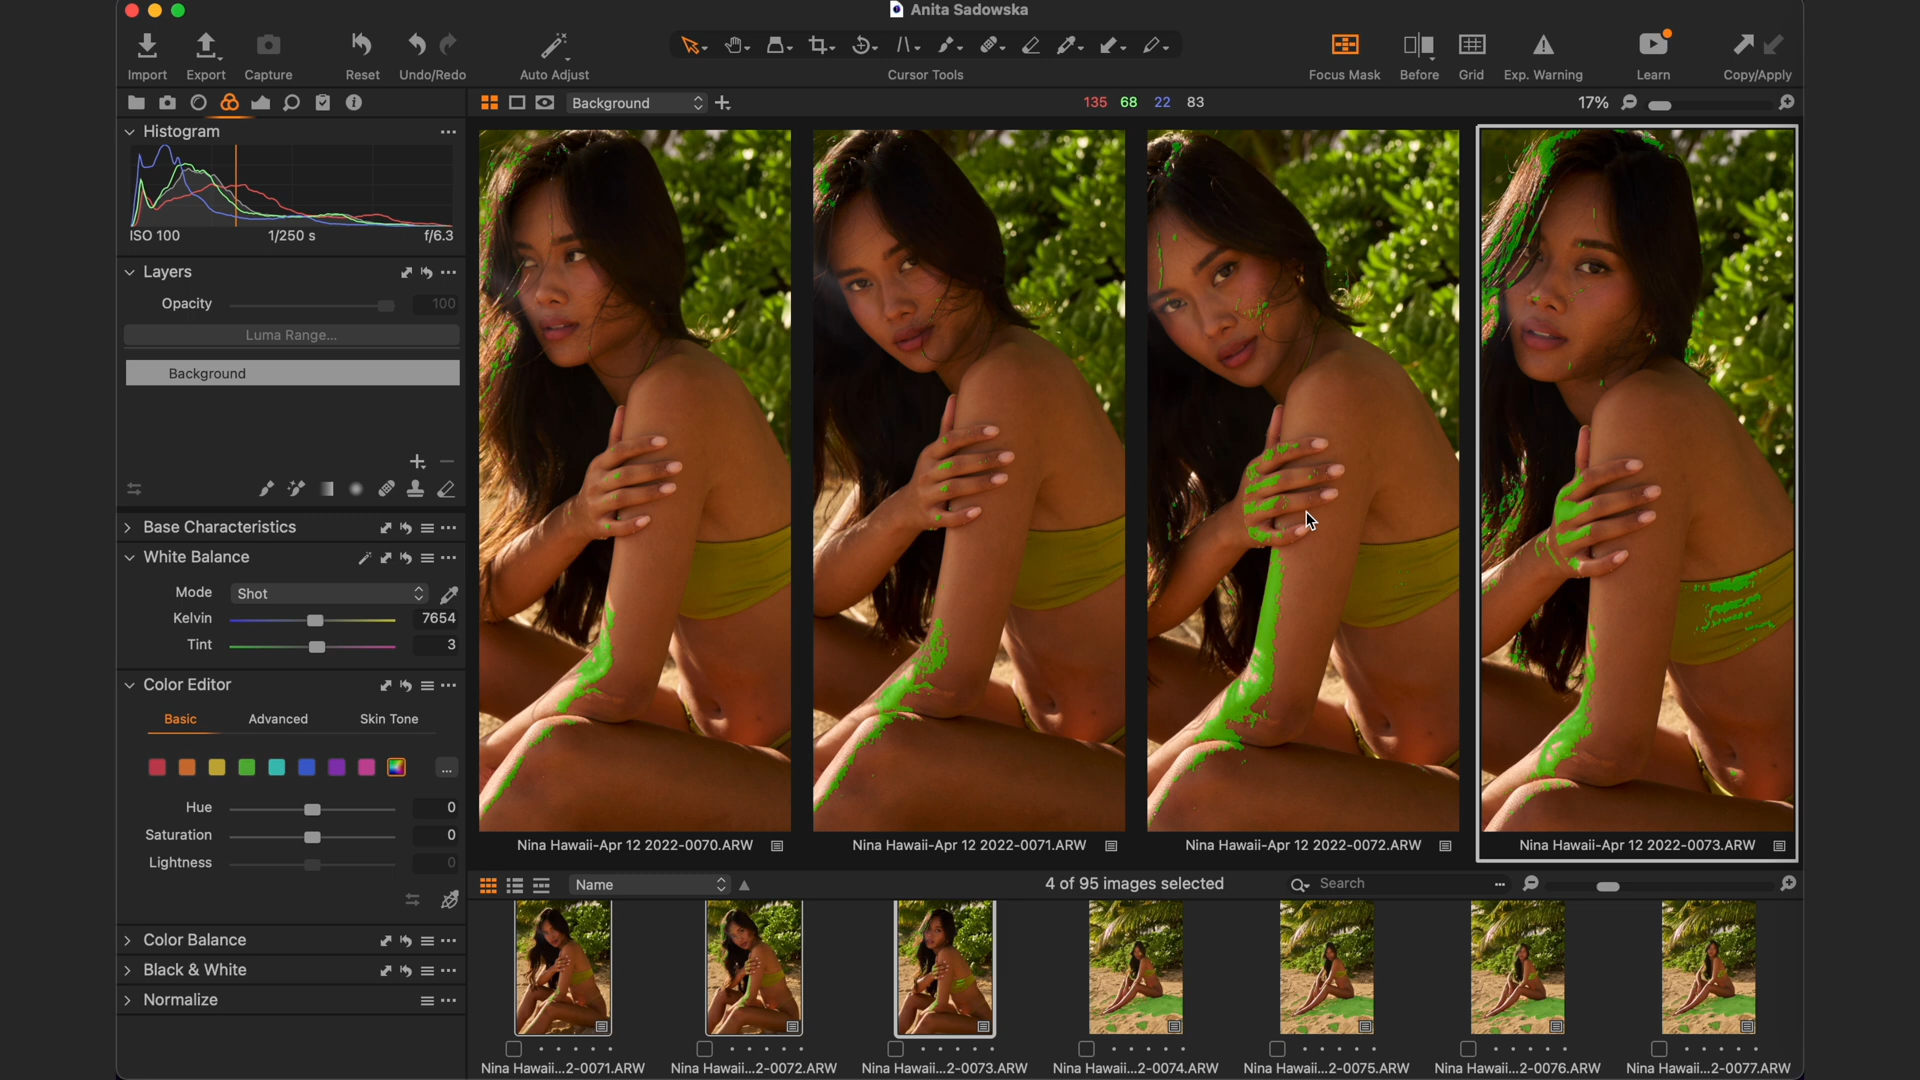 Anita Sadowska
Import
Export
Capture
Reset
Undo/Redo
Auto Adjust
Cursor Tools
Focus Mask
Before
Grid
Exp. Warning
Learn
Copy/Apply
Background
135 68 22 83
17%
Histogram
ISO 100
1/250 s
f/6.3
Layers
Opacity
100
Luma Range...
Background
Base Characteristics
White Balance
Mode
Shot
Kelvin
7654
Tint
3
Color Editor
Basic
Advanced
Skin Tone
...
Hue
0
Saturation
0
Lightness
0
Color Balance
Black & White
Normalize
Nina Hawaii-Apr 12 2022-0070.ARW
Nina Hawaii-Apr 12 2022-0071.ARW
Nina Hawaii-Apr 12 2022-0072.ARW
Nina Hawaii-Apr 12 2022-0073.ARW
Name
4 of 95 images selected
Search
Nina Hawaii...2-0071.ARW
Nina Hawaii...2-0072.ARW
Nina Hawaii...2-0073.ARW
Nina Hawaii...2-0074.ARW
Nina Hawaii...2-0075.ARW
Nina Hawaii...2-0076.ARW
Nina Hawaii...2-0077.ARW